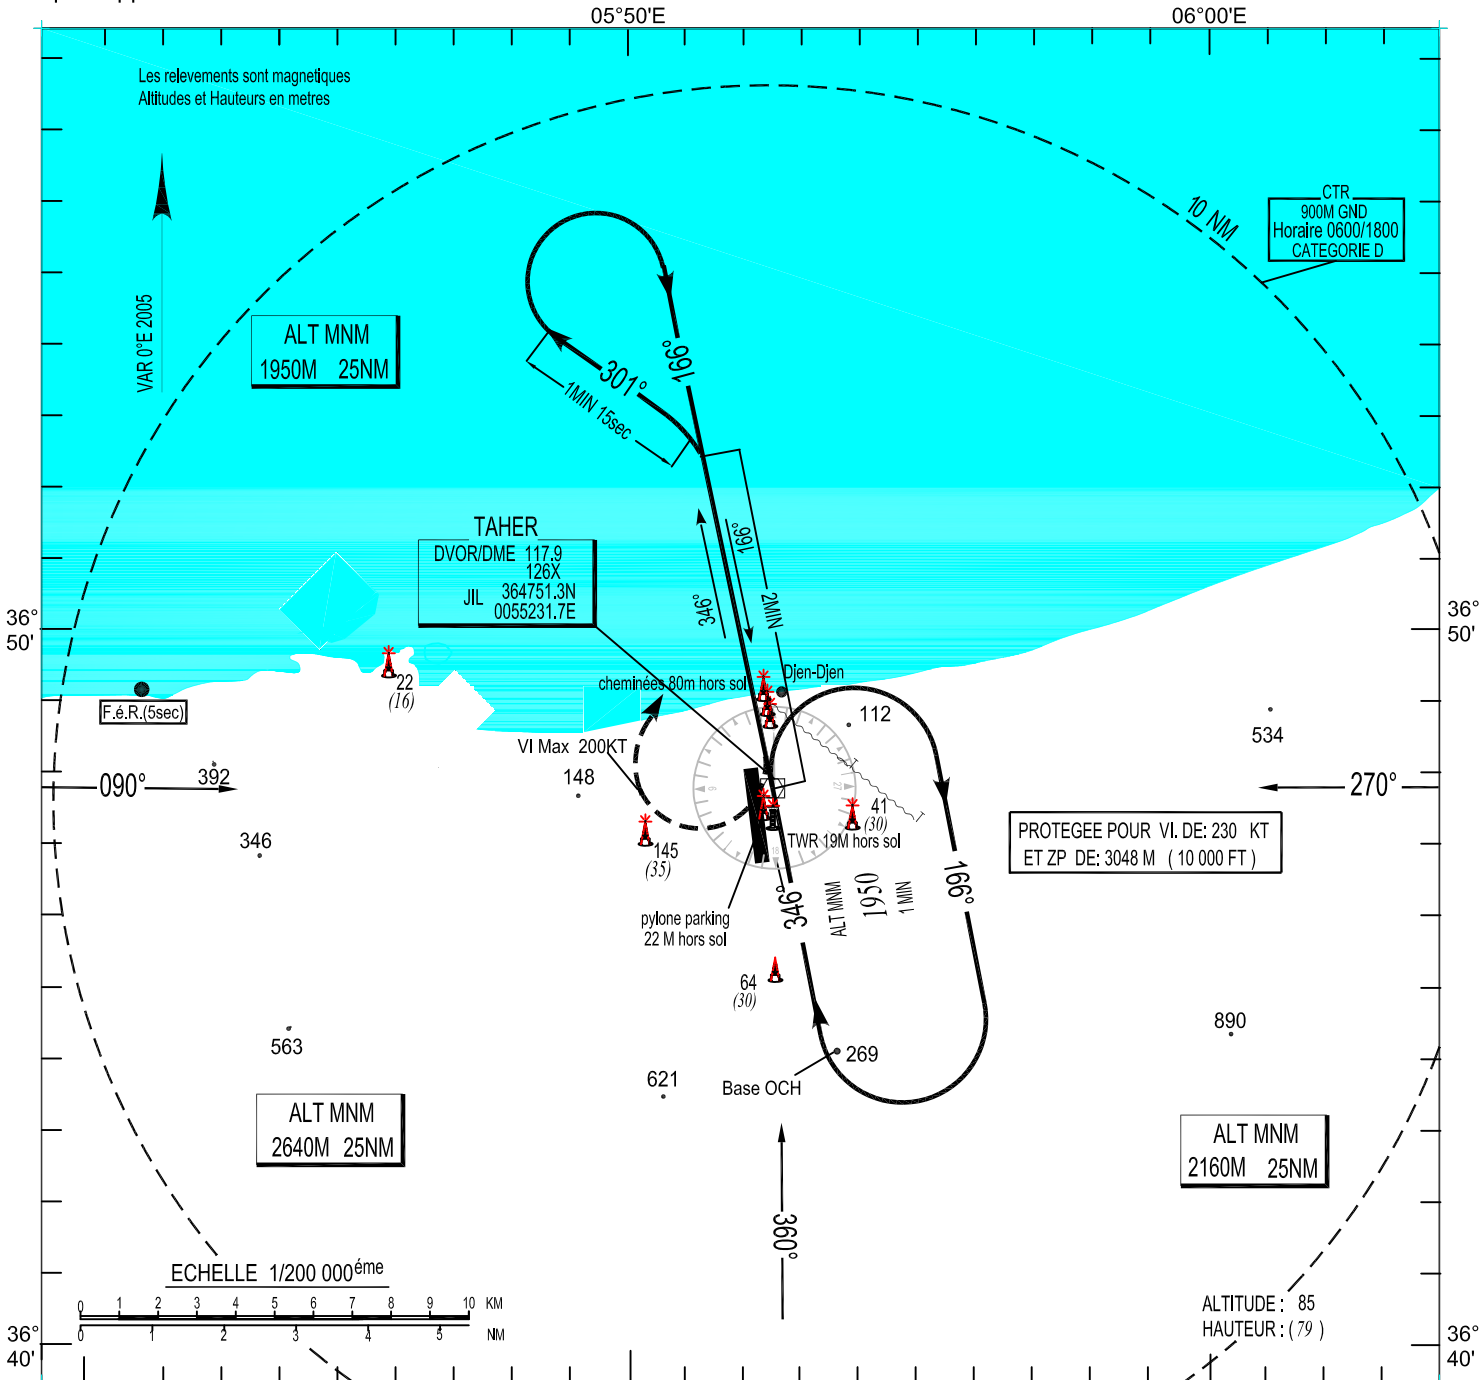 05°50'E
06°00'E
Les relevements sont magnetiques
Altitudes et Hauteurs en metres
CTR
900M GND
Horaire 0600/1800
CATEGORIE D
10 NM
VAR 0°E 2005
ALT MNM
1950M 25NM
166°
301°
1MIN 15sec
TAHER
DVOR/DME 117.9
126X
JIL 364751.3N
0055231.7E
166°
346°
2MIN
36°
50'
36°
50'
22
(16)
cheminées 80m hors sol
Djen-Djen
F.é.R.(5sec)
112
534
VI Max 200KT
392
148
090°
270°
41
(30)
346
145
(35)
TWR 19M hors sol
PROTEGEE POUR VI. DE: 230 KT
ET ZP DE: 3048 M ( 10 000 FT )
346°
ALT MNM
1950
1 MIN
166°
pylone parking
22 M hors sol
64
(30)
563
269
890
621
Base OCH
ALT MNM
2640M 25NM
ALT MNM
2160M 25NM
360°
ECHELLE 1/200 000éme
0 1 2 3 4 5 6 7 8 9 10 KM
0 1 2 3 4 5 NM
ALTITUDE : 85
HAUTEUR : (79 )
36°
40'
36°
40'